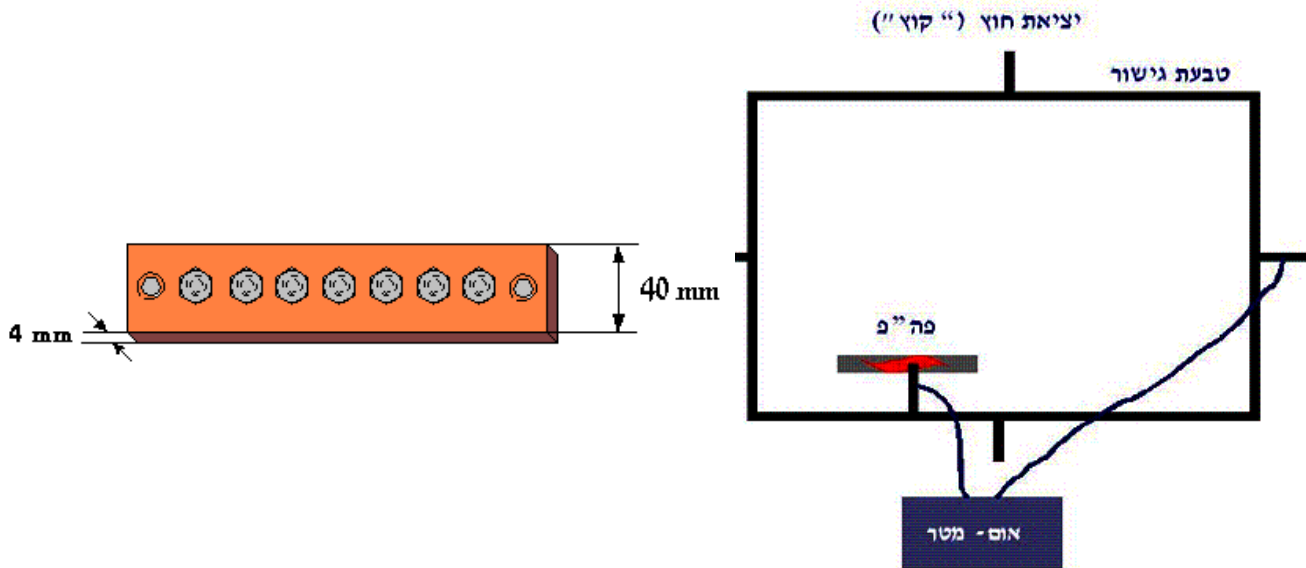 יציאת חוץ (“קוץ”)
טבעת גישור
40 mm
4 mm
פה”פ
אום - מטר